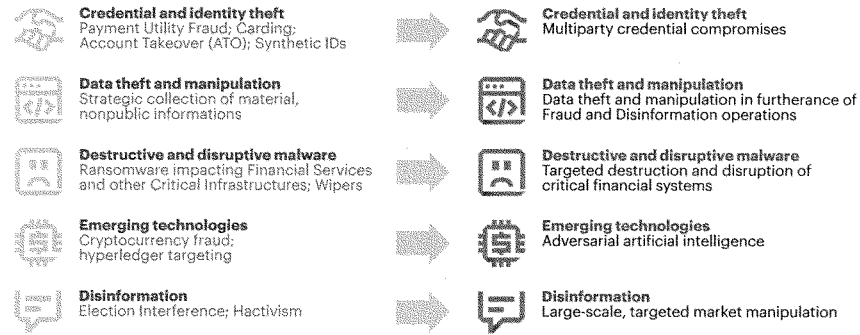 Credential and identity theft
Payment Utility Fraud; Carding;
Account Takeover (ATO); Synthetic IDs
Credential and identity theft
Multiparty credential compromises
Data theft and manipulation
Strategic collection of material,
nonpublic informations
Data theft and manipulation
Data theft and manipulation in furtherance of
Fraud and Disinformation operations
Destructive and disruptive malware
Ransomware impacting Financial Services
and other Critical Infrastructures; Wipers
Destructive and disruptive malware
Targeted destruction and disruption of
critical financial systems
Emerging technologies
Cryptocurrency fraud;
hyperledger targeting
Emerging technologies
Adversarial artificial intelligence
Disinformation
Election Interference; Hactivism
Disinformation
Large-scale, targeted market manipulation